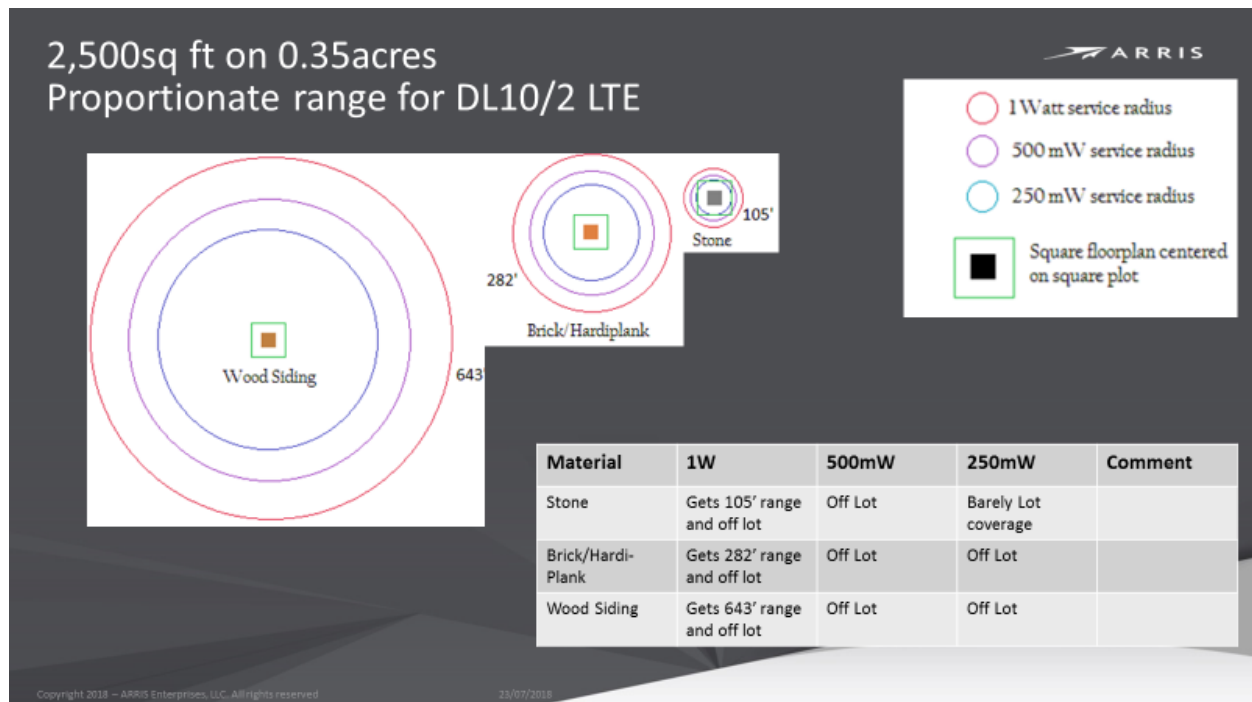 2,500sq ft on 0.35acres
Proportionate range for DL10/2 LTE
ARRIS
1 Watt service radius
500 mW service radius
250 mW service radius
Square floorplan centered
on square plot
Wood Siding
643'
282'
Brick/Hardiplank
105'
Stone
Material 1W 500mW 250mW Comment
Stone Gets 105’ range Off Lot Barely Lot
and off lot coverage
Brick/Hardi- Gets 282’ range Off Lot Off Lot
Plank and off lot
Wood Siding Gets 643’ range Off Lot Off Lot
and off lot
Copyright 2018 – ARRIS Enterprises, LLC. All rights reserved 23/07/2018